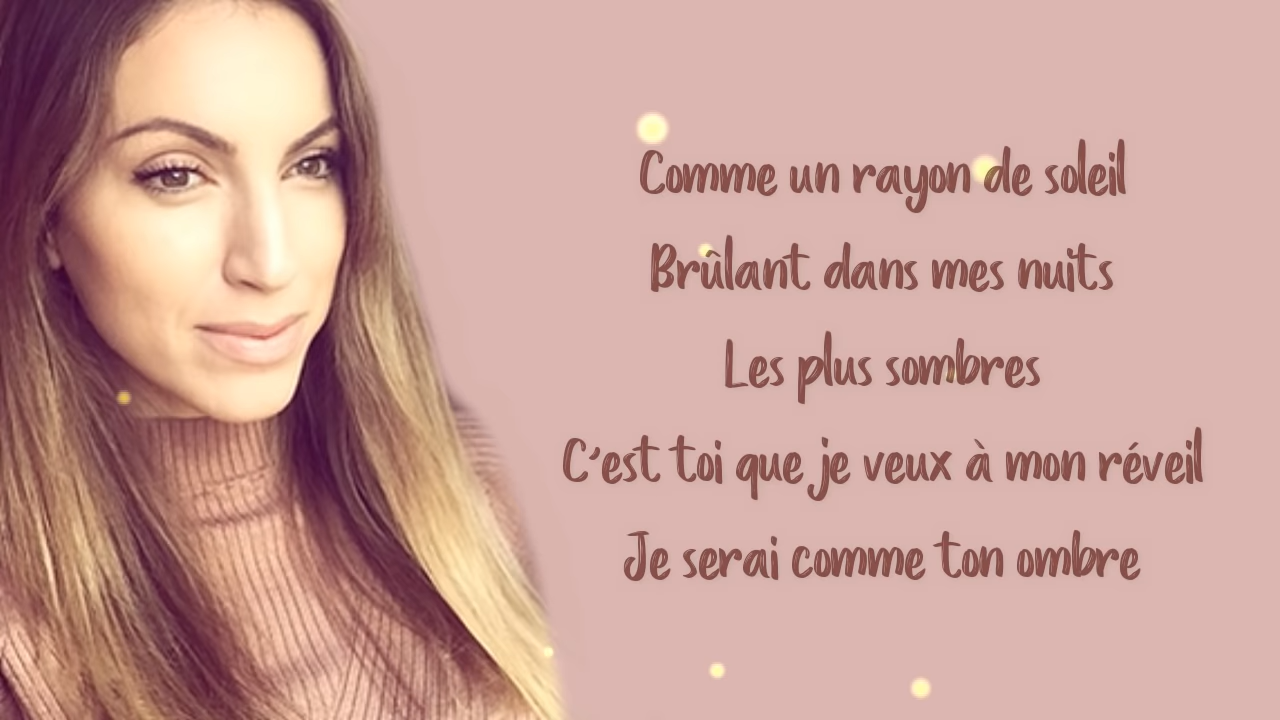 Comme un rayon de soleil
Brûlant dans mes nuits
Les plus sombres
C'est toi que je veux à mon réveil
Je serai comme ton ombre